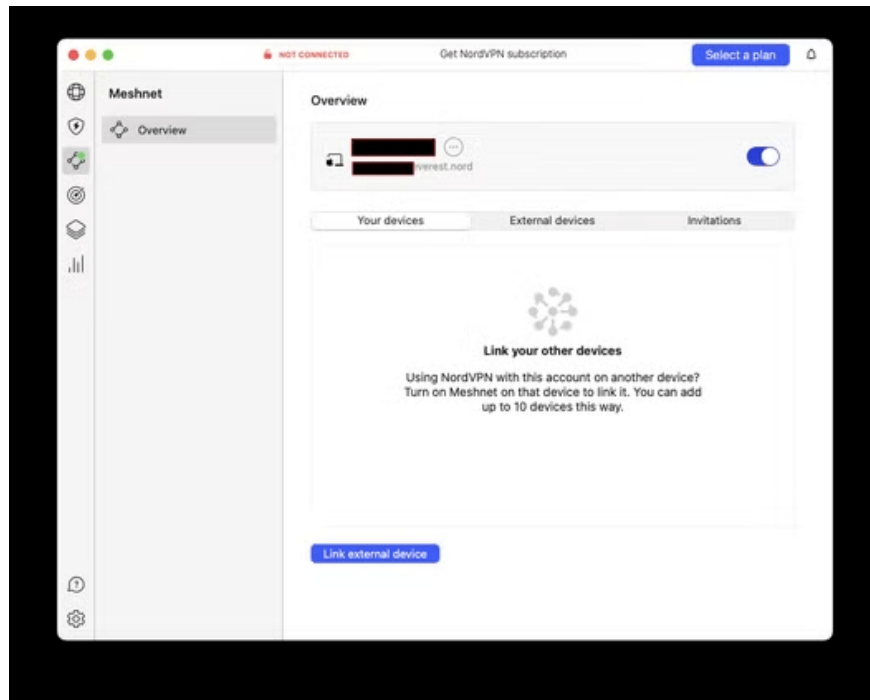 NOT CONNECTED
Get NordVPN subscription
Select a plan
Meshnet
Overview
Overview
verest.nord
Your devices
External devices
Invitations
Link your other devices
Using NordVPN with this account on another device?
Turn on Meshnet on that device to link it. You can add
up to 10 devices this way.
Link external device